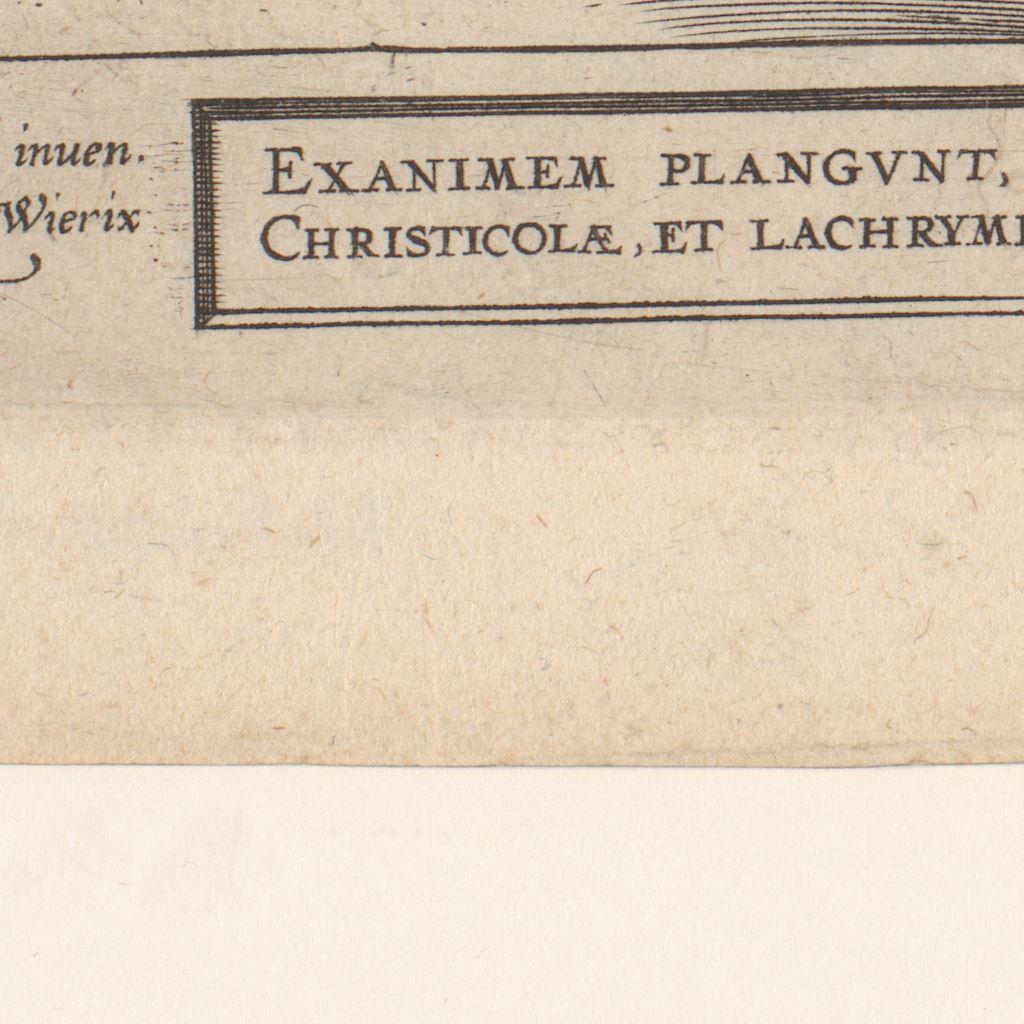 inuen.
Wierix
EXANIMEM PLANGVNT,
CHRISTICOLÆ, ET LACHRYM